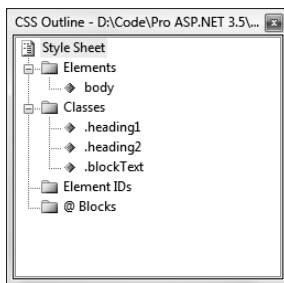 CSS Outline - D:\Code\Pro ASP.NET 3.5\...
Style Sheet
Elements
body
Classes
.heading1
.heading2
.blockText
Element IDs
@ Blocks